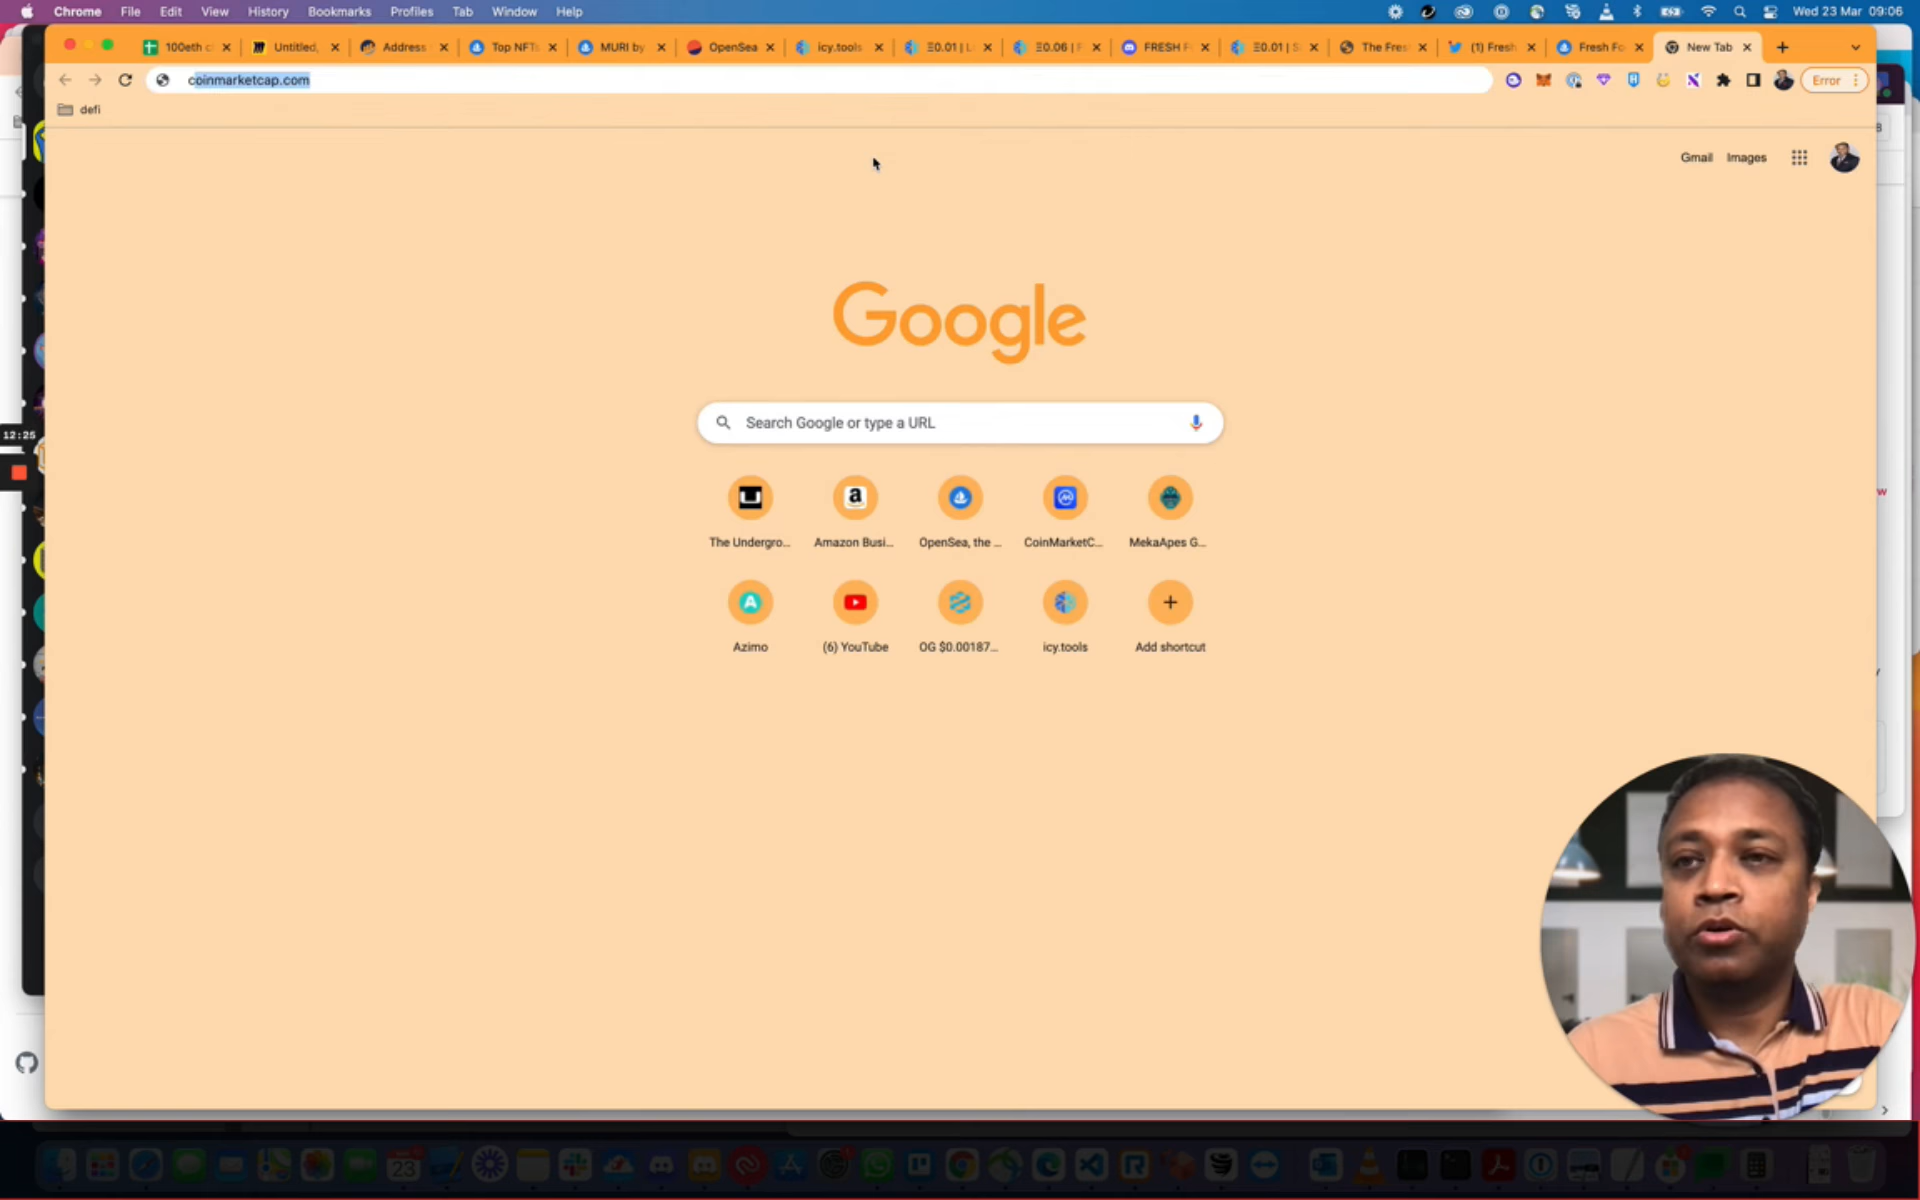 Chrome File Edit View History Bookmarks Profiles Tab Window Help Wed 23 Mar 09:06
100eth Untitled, Address Top NFT MURI by OpenSea icy.tools Ξ0.01 | Ξ0.06 | FRESH Ξ0.01 | The Fres (1) Fresh Fresh Fo New Tab
coinmarketcap.com Error
defi
Gmail Images
Google
12:25
Search Google or type a URL
The Undergro... Amazon Busi... OpenSea, the ... CoinMarketC... MekaApes G...
Azimo (6) YouTube OG $0.00187... icy.tools Add shortcut
23